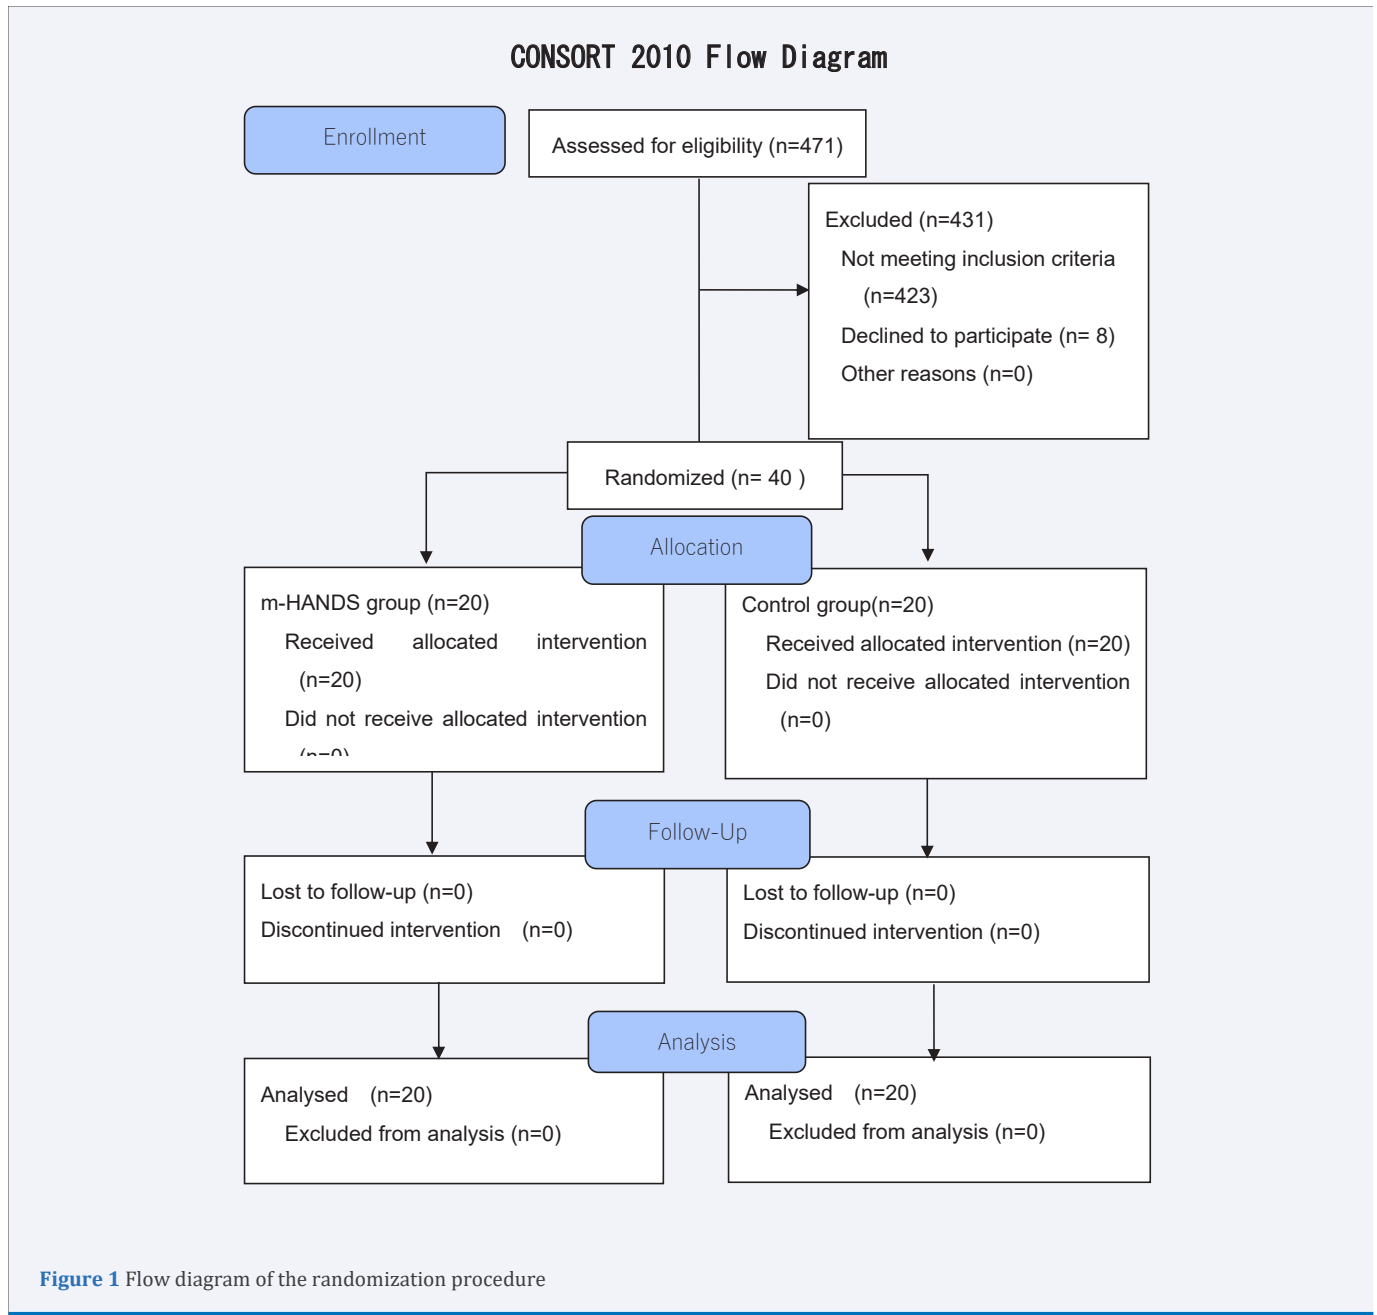 CONSORT 2010 Flow Diagram
Enrollment
Assessed for eligibility (n=471)
Excluded (n=431)
Not meeting inclusion criteria
(n=423)
Declined to participate (n= 8)
Other reasons (n=0)
Randomized (n= 40 )
Allocation
m-HANDS group (n=20)
Received allocated intervention
(n=20)
Did not receive allocated intervention
(n=0)
Control group(n=20)
Received allocated intervention (n=20)
Did not receive allocated intervention
(n=0)
Follow-Up
Lost to follow-up (n=0)
Discontinued intervention (n=0)
Lost to follow-up (n=0)
Discontinued intervention (n=0)
Analysis
Analysed (n=20)
Excluded from analysis (n=0)
Analysed (n=20)
Excluded from analysis (n=0)
Figure 1 Flow diagram of the randomization procedure